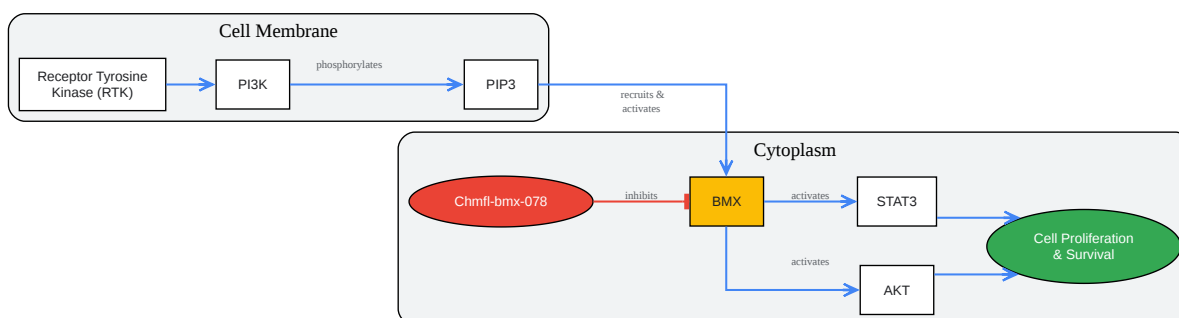 Cell Membrane
Receptor Tyrosine
Kinase (RTK)
PI3K
phosphorylates
PIP3
recruits &
activates
Cytoplasm
Chmfl-bmx-078
inhibits
BMX
activates
STAT3
Cell Proliferation
& Survival
activates
AKT